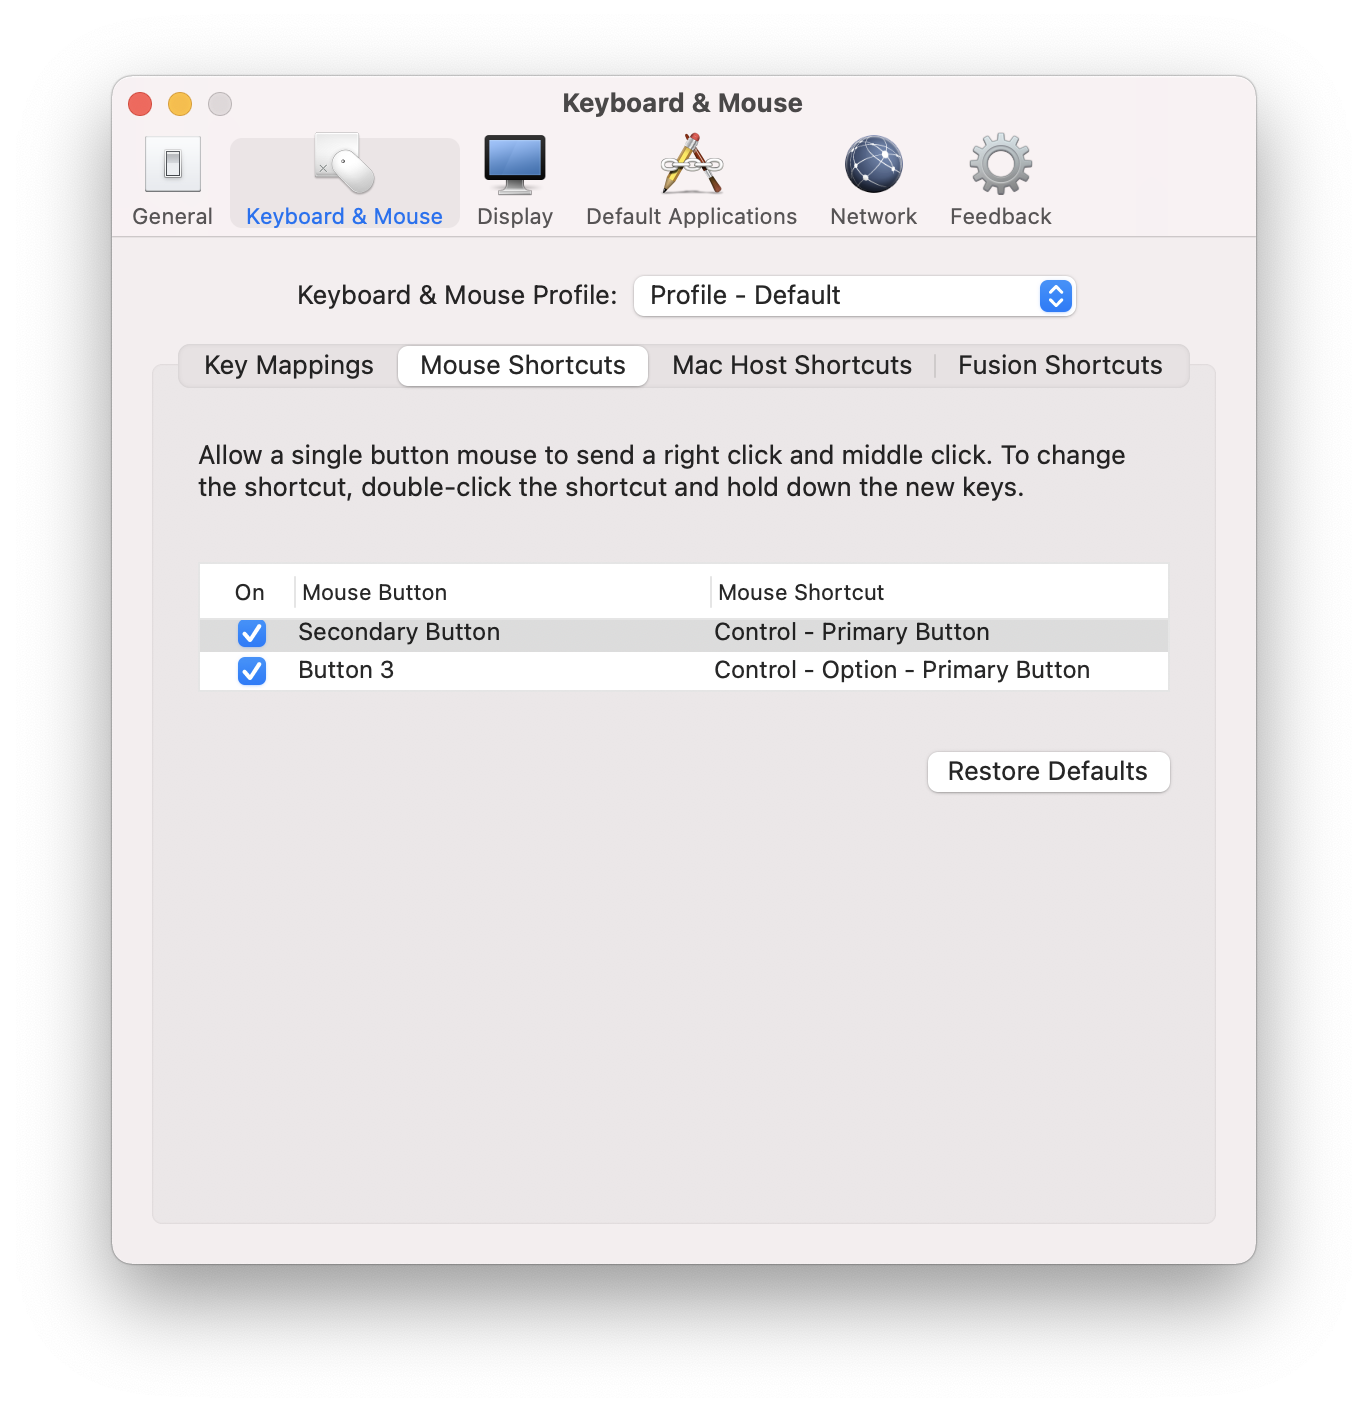 Keyboard & Mouse
General
Keyboard & Mouse
Display
Default Applications
Network
Feedback
Keyboard & Mouse Profile:
Profile - Default
Key Mappings
Mouse Shortcuts
Mac Host Shortcuts
Fusion Shortcuts
Allow a single button mouse to send a right click and middle click. To change
the shortcut, double-click the shortcut and hold down the new keys.
On
Mouse Button
Mouse Shortcut
Secondary Button
Control - Primary Button
Button 3
Control - Option - Primary Button
Restore Defaults